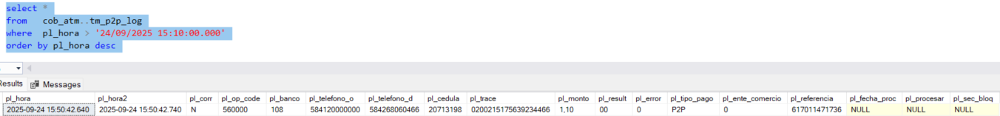 select *
from cob_atm..tm_p2p_log
where pl_hora > '24/09/2025 15:10:00.000'
order by pl_hora desc
Results Messages
pl_hora pl_hora2 pl_corr pl_op_code pl_banco pl_telefono_o pl_telefono_d pl_cedula pl_trace pl_monto pl_result pl_error pl_tipo_pago pl_ente_comercio pl_referencia pl_fecha_proc pl_procesar pl_sec_bloq
2025-09-24 15:50:42.640 2025-09-24 15:50:42.740 N 560000 108 584120000000 584268060466 20713198 0200215175639234466 1,10 00 0 P2P 0 617011471736 NULL NULL NULL